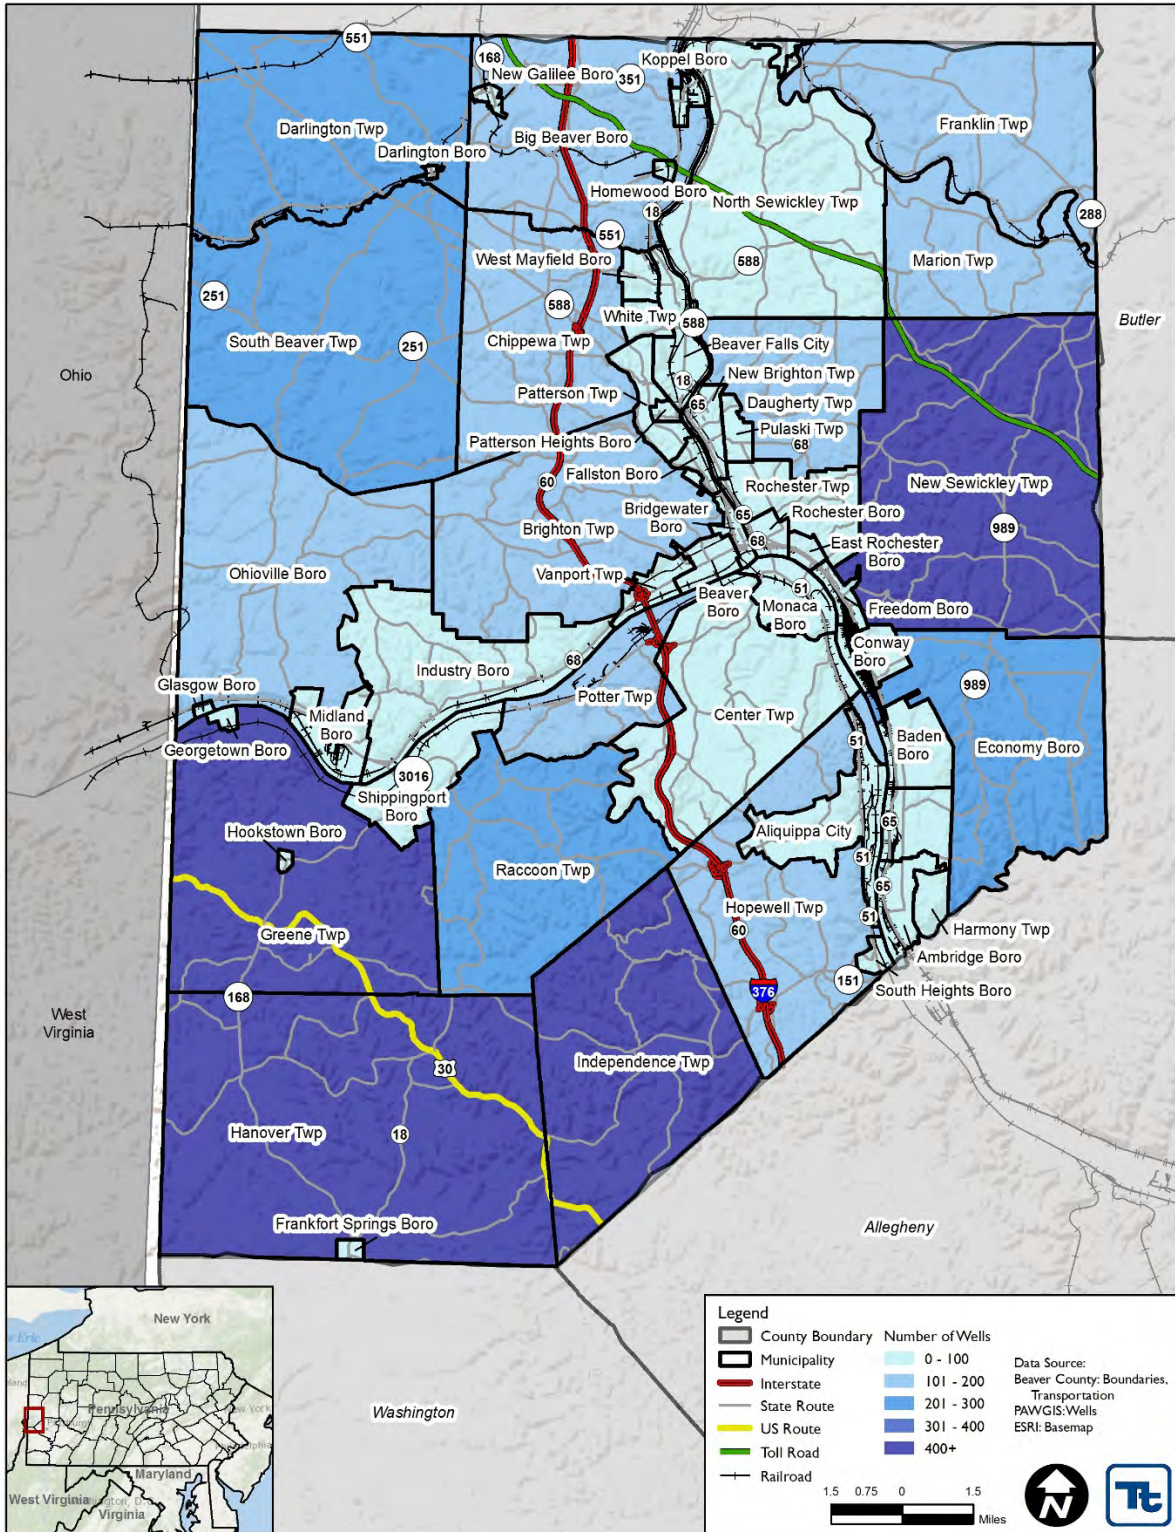 551
168
Koppel Boro
New Galilee Boro
351
Darlington Twp
Big Beaver Boro
Franklin Twp
Darlington Boro
Homewood Boro
North Sewickley Twp
18
288
551
West Mayfield Boro
588
Marion Twp
251
588
White Twp
588
Butler
South Beaver Twp
251
Chippewa Twp
Beaver Falls City
Ohio
18
New Brighton Twp
Patterson Twp
65
Daugherty Twp
Pulaski Twp
Patterson Heights Boro
68
Fallston Boro
Rochester Twp
New Sewickley Twp
60
Bridgewater
Boro
65
Rochester Boro
989
Brighton Twp
68
East Rochester
Boro
Ohioville Boro
Vanport Twp
Beaver
Boro
51
Monaca
Boro
Freedom Boro
Conway
Boro
Industry Boro
68
Glasgow Boro
Potter Twp
989
Midland
Boro
Center Twp
Georgetown Boro
51
Baden
Boro
Economy Boro
3016
Shippingport
Boro
Hookstown Boro
Aliquippa City
65
51
Raccoon Twp
65
Hopewell Twp
51
Greene Twp
60
Harmony Twp
Ambridge Boro
151
South Heights Boro
168
376
West
Virginia
30
Independence Twp
Hanover Twp
18
Frankfort Springs Boro
Allegheny
Washington
New York
Pennsylvania
Maryland
West Virginia
Virginia
Legend
County Boundary
Municipality
Interstate
State Route
US Route
Toll Road
Railroad
Number of Wells
0 - 100
101 - 200
201 - 300
301 - 400
400+
Data Source:
Beaver County: Boundaries,
Transportation
PAWGIS: Wells
ESRI: Basemap
1.5 0.75 0 1.5
Miles
N
Tt